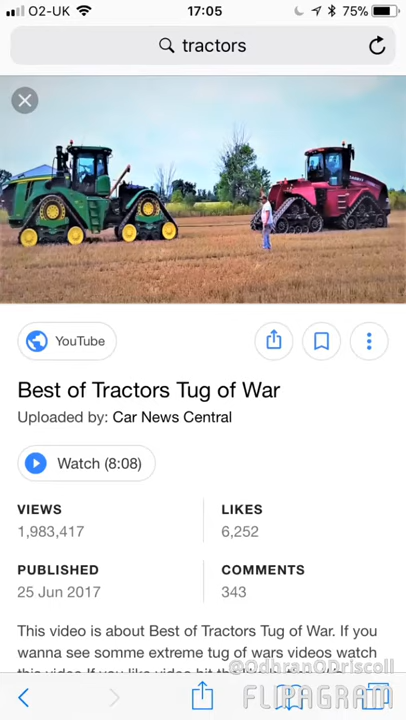 O2-UK 17:05 75%
tractors
YouTube
Best of Tractors Tug of War
Uploaded by: Car News Central
Watch (8:08)
VIEWS LIKES
1,983,417 6,252
PUBLISHED COMMENTS
25 Jun 2017 343
This video is about Best of Tractors Tug of War. If you
wanna see somme extreme tug of wars videos watch
@OdhranODriscoll
FLIPAGRAM